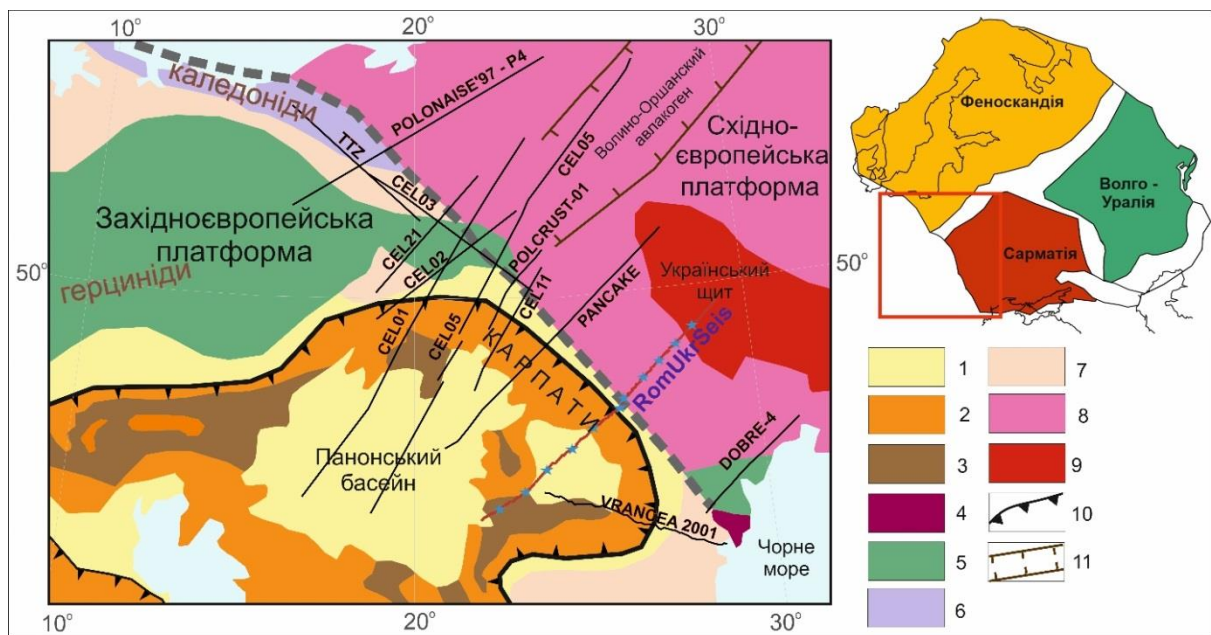 10°
20°
30°
каледоніди
POLONAISE'97 - P4
TTZ
CEL03
CEL05
Волино-Оршанский
авлакоген
Східно-
європейська
платформа
Західноєвропейська
платформа
CEL21
CEL02
POLCRUST-01
50°
герциніди
CEL01
CEL05
CEL11
PANCAKE
Український
щит
50°
КАРПАТИ
RomUkrSeis
Панонський
басейн
DOBRE-4
VRANCEA 2001
Чорне
море
10°
20°
30°
Феноскандія
Волго -
Уралія
Сарматія
1
2
3
4
5
6
7
8
9
10
11